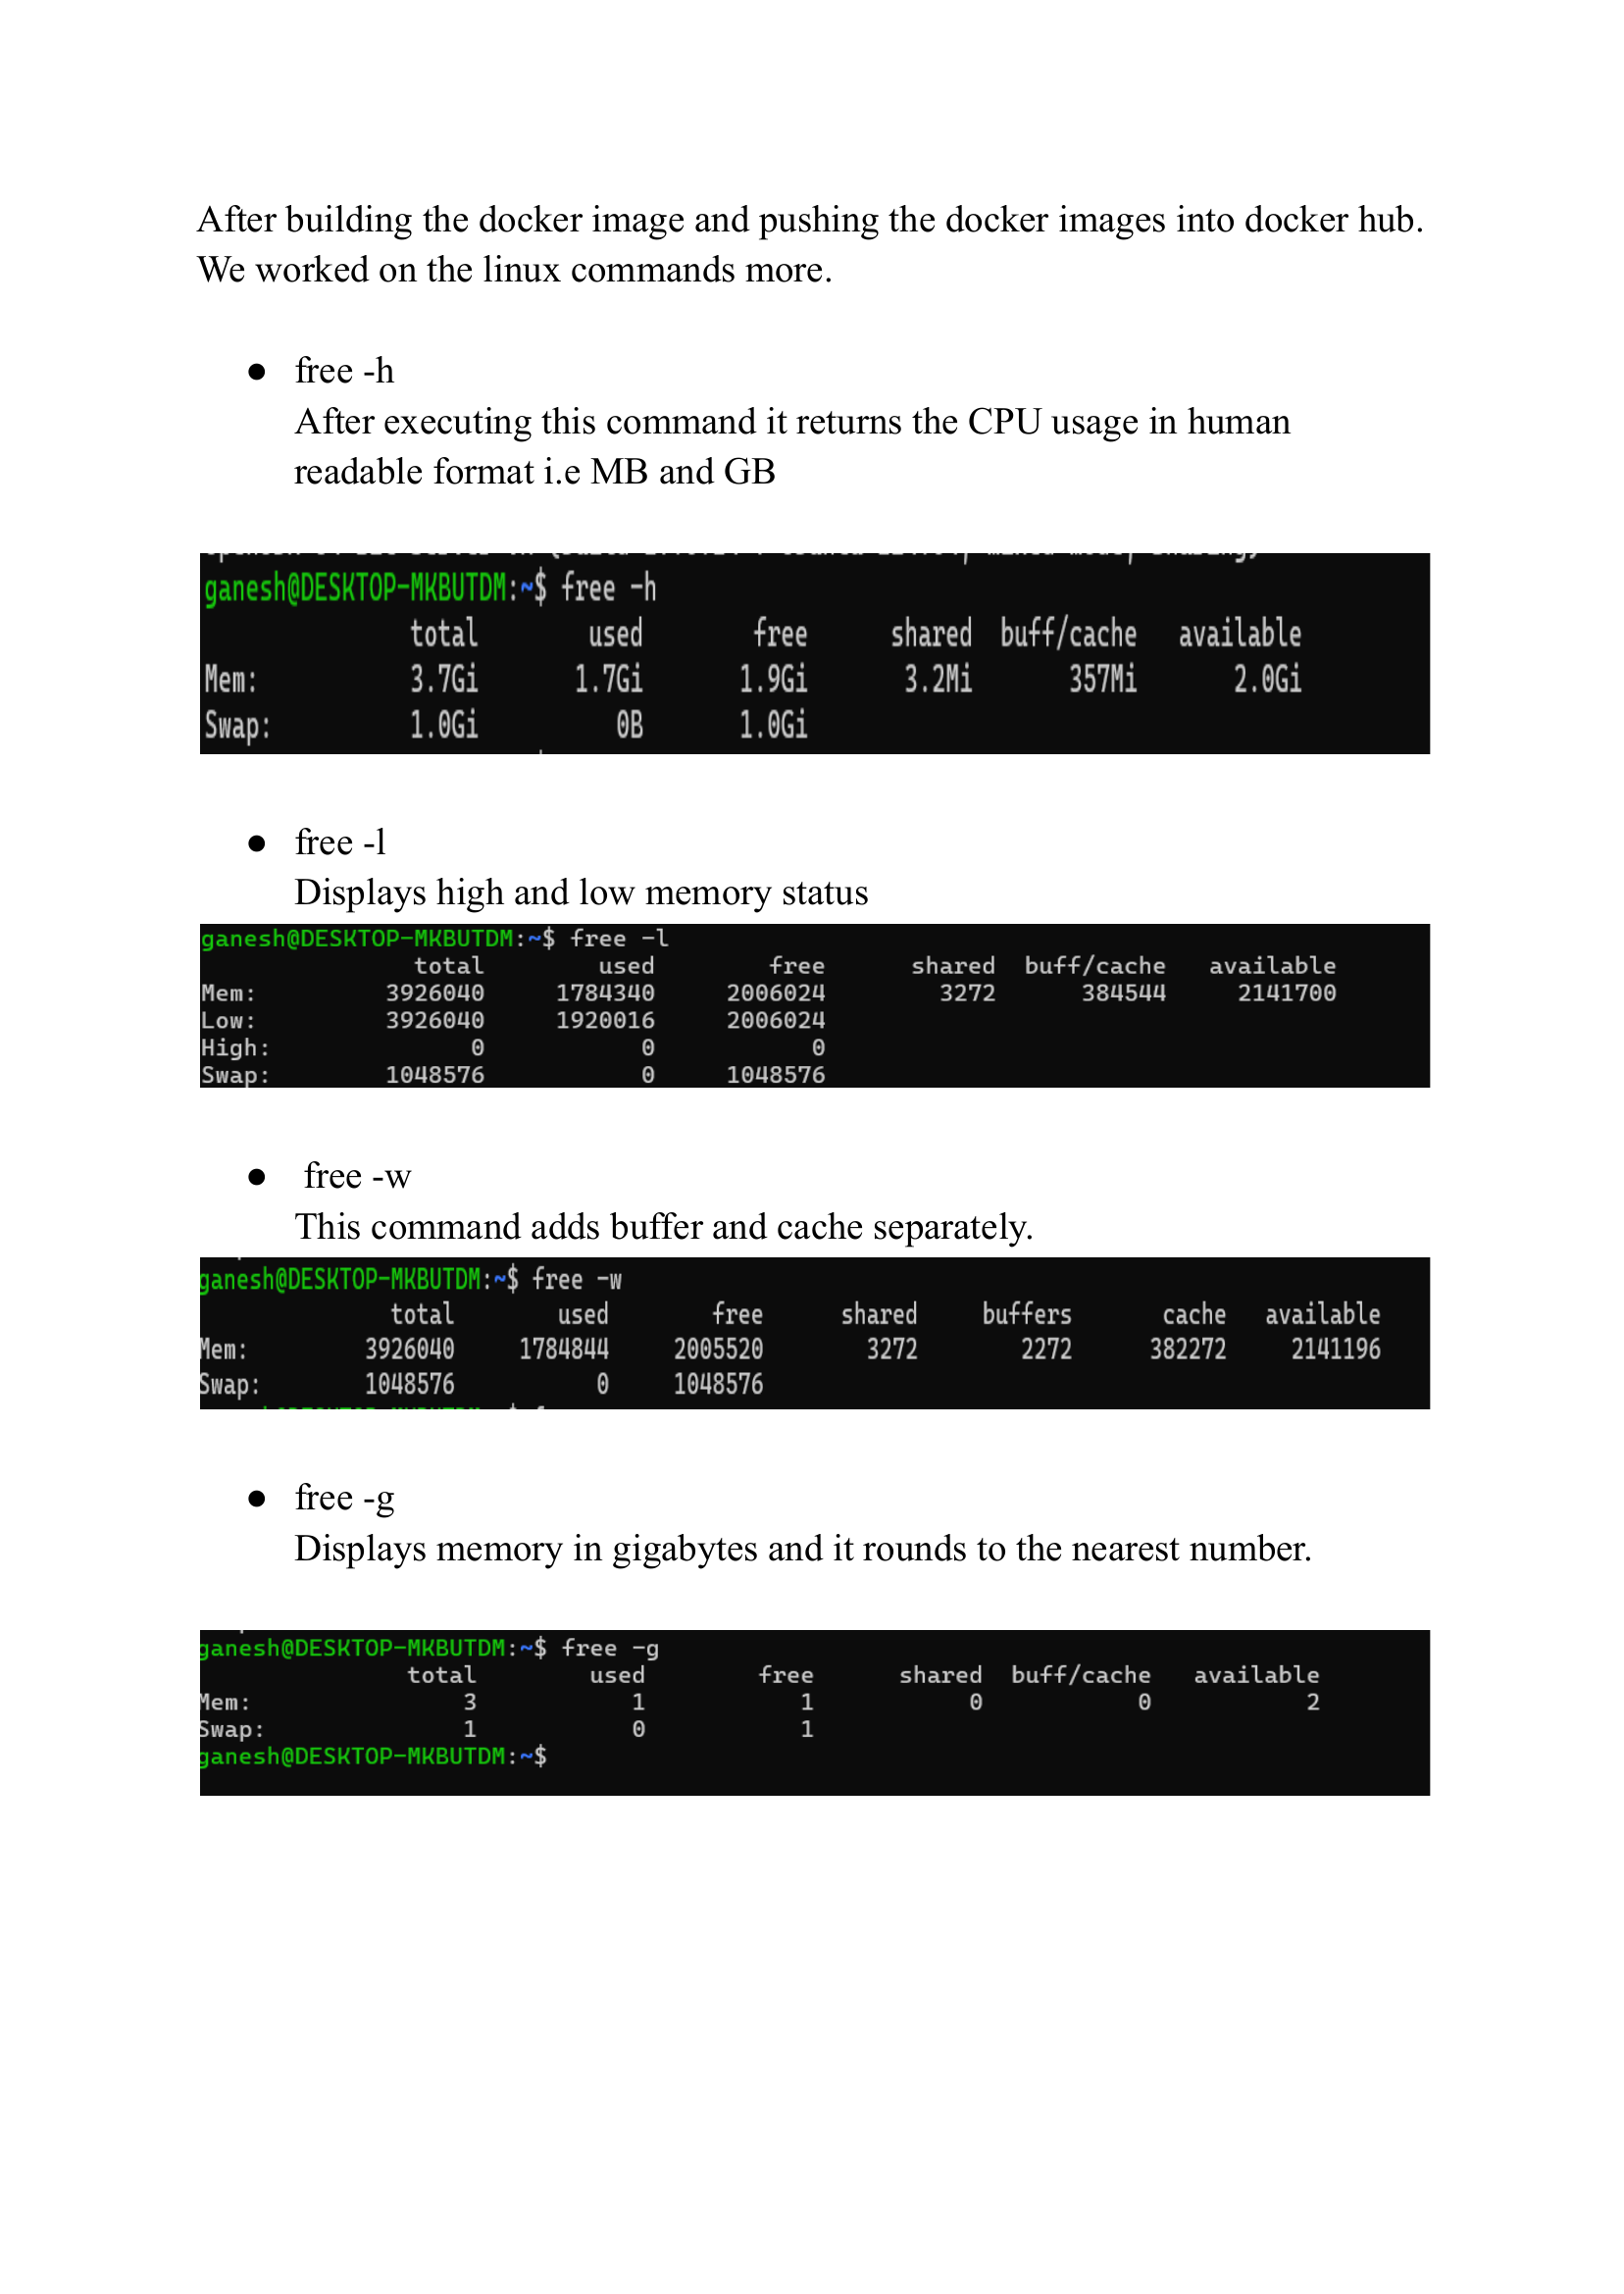 After building the docker image and pushing the docker images into docker hub.
We worked on the linux commands more.
● free -h
After executing this command it returns the CPU usage in human
readable format i.e MB and GB
ganesh@DESKTOP-MKBUTDM:~$ free -h
total used free shared buff/cache available
Mem: 3.7Gi 1.7Gi 1.9Gi 3.2Mi 357Mi 2.0Gi
Swap: 1.0Gi 0B 1.0Gi
● free -l
Displays high and low memory status
ganesh@DESKTOP-MKBUTDM:~$ free -l
total used free shared buff/cache available
Mem: 3926040 1784340 2006024 3272 384544 2141700
Low: 3926040 1920016 2006024
High: 0 0 0
Swap: 1048576 0 1048576
● free -w
This command adds buffer and cache separately.
ganesh@DESKTOP-MKBUTDM:~$ free -w
total used free shared buffers cache available
Mem: 3926040 1784844 2005520 3272 2272 382272 2141196
Swap: 1048576 0 1048576
● free -g
Displays memory in gigabytes and it rounds to the nearest number.
ganesh@DESKTOP-MKBUTDM:~$ free -g
total used free shared buff/cache available
Mem: 3 1 1 0 0 2
Swap: 1 0 1
ganesh@DESKTOP-MKBUTDM:~$